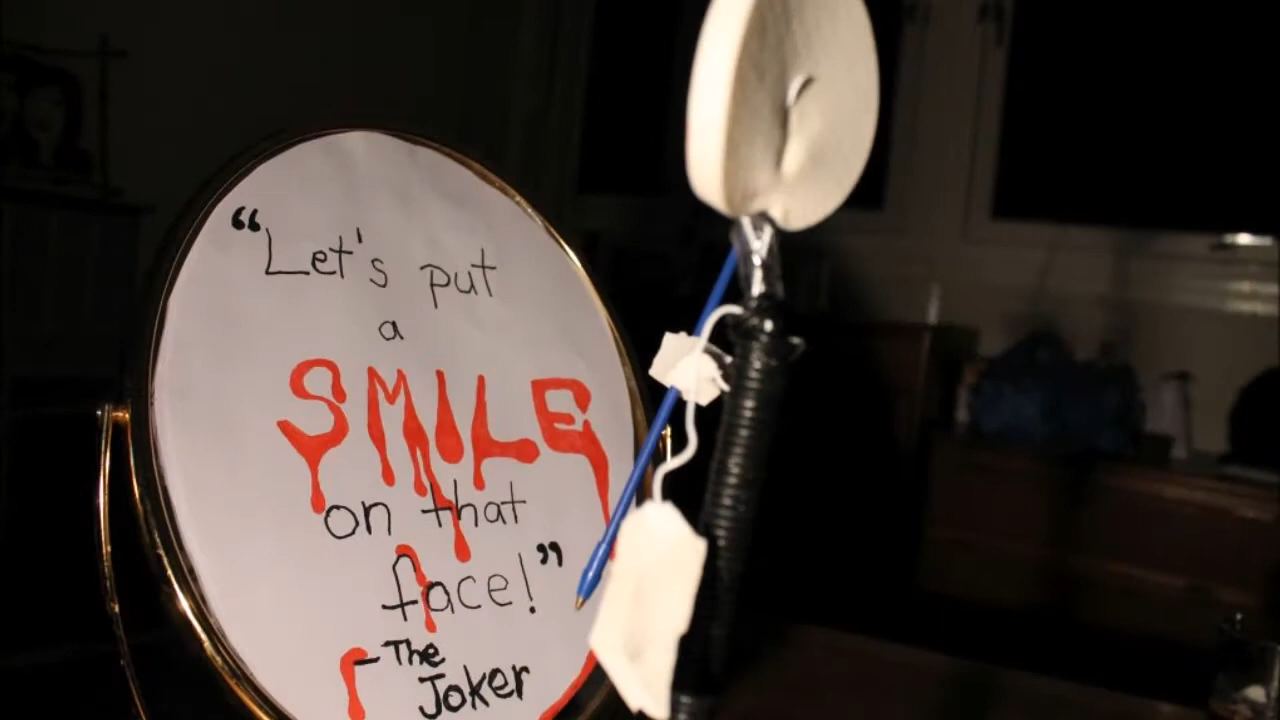 “Let's put
a
SMILE
on that
face!”
-The
Joker